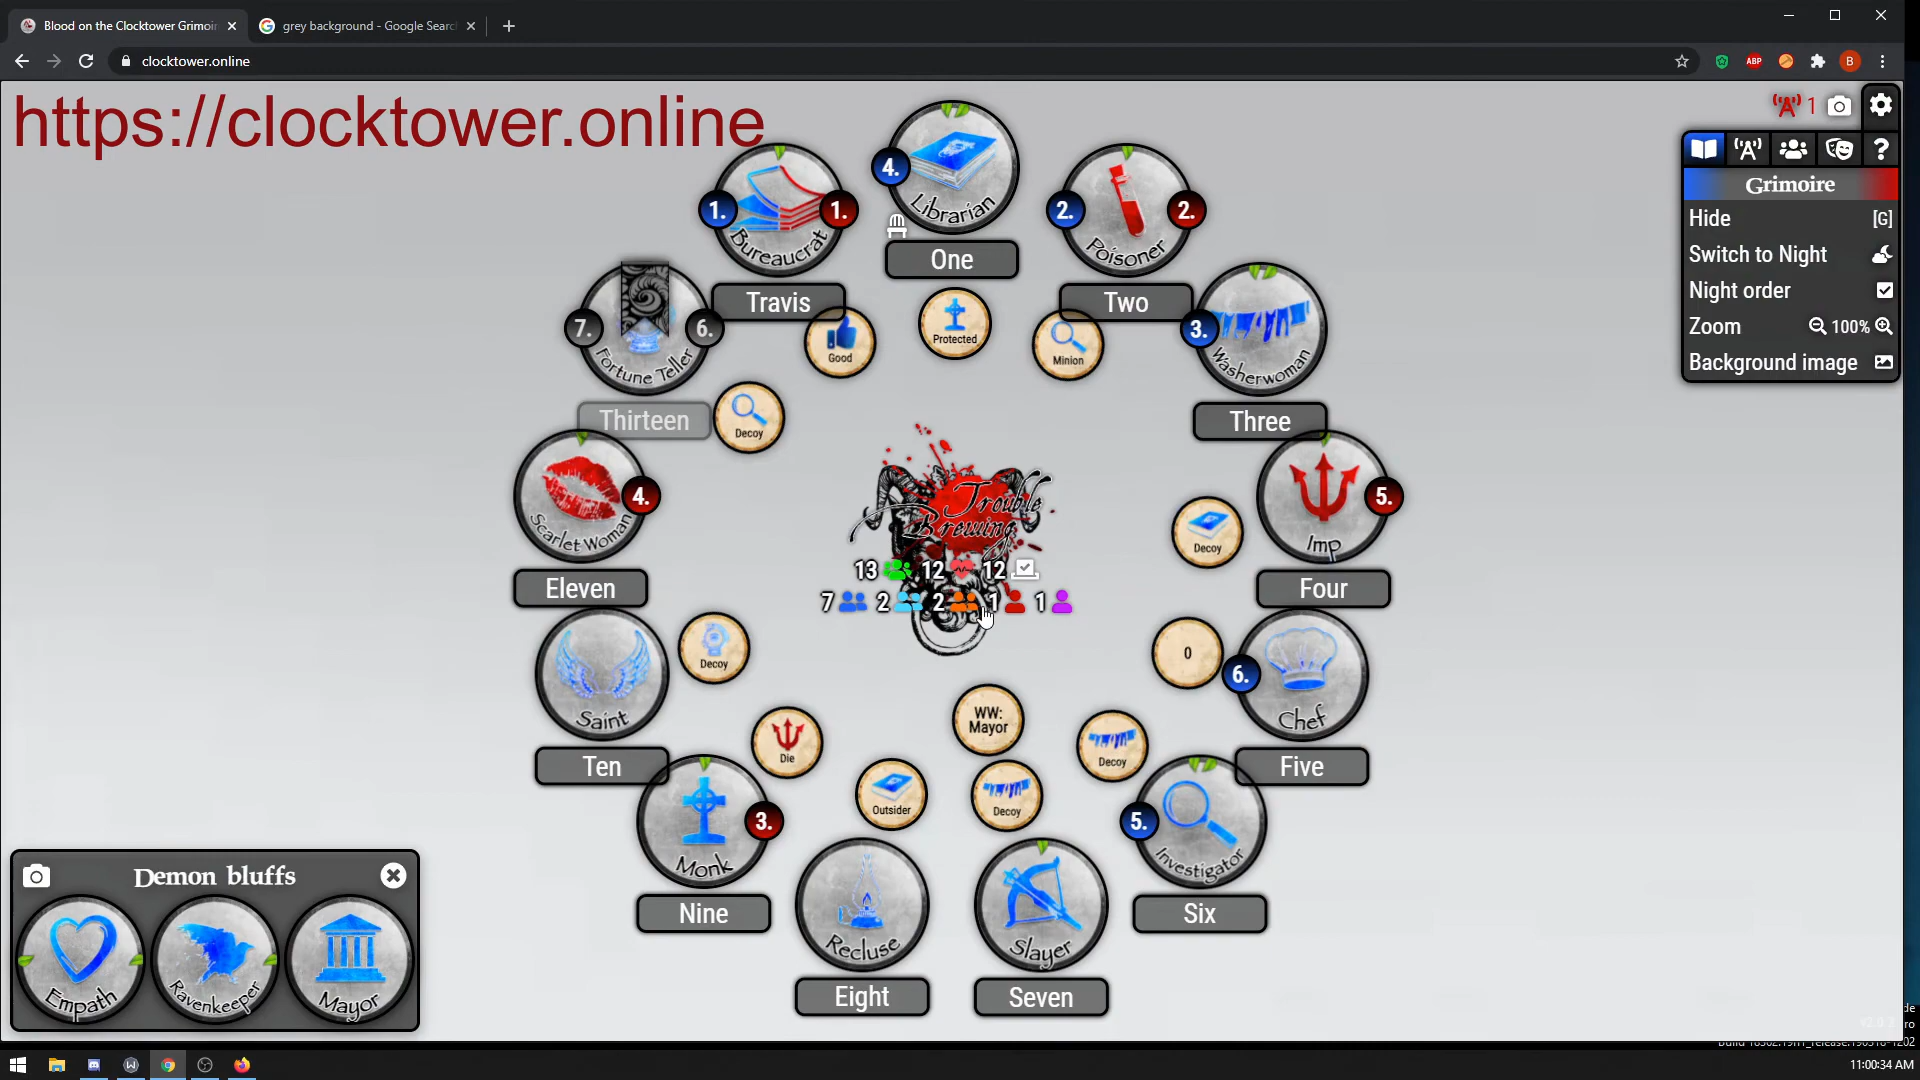 Blood on the Clocktower Grimoir
grey background - Google Searc
clocktower.online
ABP
B
https://clocktower.online
1
Grimoire
Hide [G]
Switch to Night
Night order
Zoom 100%
Background image
4.
Librarian
One
1.
1.
Bureaucrat
Travis
2.
2.
Poisoner
Two
Protected
Good
Minion
7.
6.
Fortune Teller
Thirteen
Decoy
3.
Washerwoman
Three
4.
Scarlet Woman
Eleven
Trouble
Brewing
13 12 12
7 2 2 1 1
5.
Imp
Four
Decoy
Saint
Ten
Decoy
0
6.
Chef
Five
3.
Monk
Nine
Die
Outsider
WW:
Mayor
Decoy
Decoy
5.
Investigator
Six
Recluse
Eight
Slayer
Seven
Demon bluffs
Empath
Ravenkeeper
Mayor
11:00:34 AM